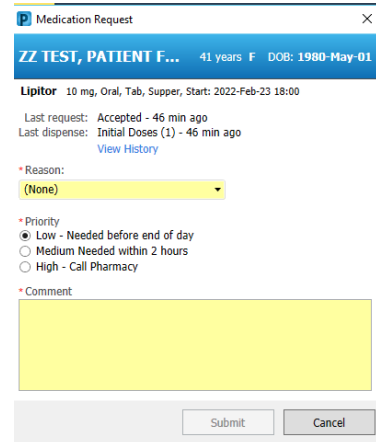 P Medication Request
ZZ TEST, PATIENT F... 41 years F DOB: 1980-May-01
Lipitor 10 mg, Oral, Tab, Supper, Start: 2022-Feb-23 18:00
Last request: Accepted - 46 min ago
Last dispense: Initial Doses (1) - 46 min ago
View History
* Reason:
(None)
* Priority
Low - Needed before end of day
Medium Needed within 2 hours
High - Call Pharmacy
* Comment
Submit Cancel